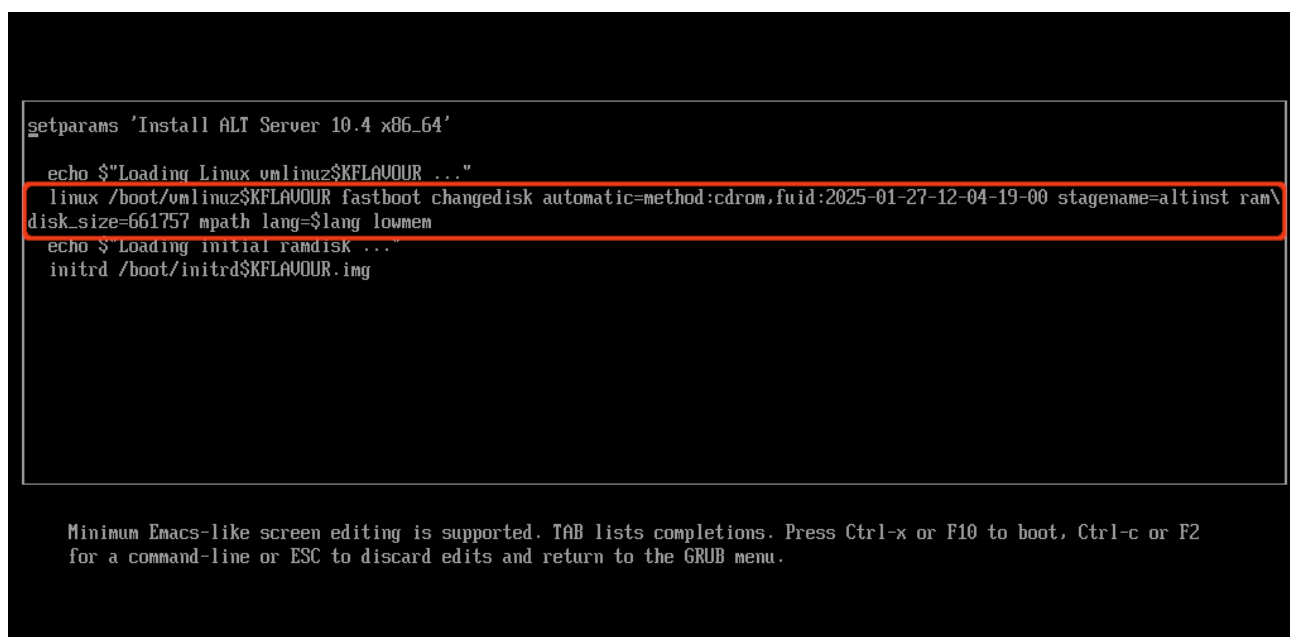 setparams 'Install ALT Server 10.4 x86_64'
echo $"Loading Linux vmlinuz$KFLAVOUR ..."
linux /boot/vmlinuz$KFLAVOUR fastboot changedisk automatic=method:cdrom,fuid:2025-01-27-12-04-19-00 stagename=altinst ram\
disk_size=661757 mpath lang=$lang lowmem
echo $"Loading initial ramdisk ..."
initrd /boot/initrd$KFLAVOUR.img
Minimum Emacs-like screen editing is supported. TAB lists completions. Press Ctrl-x or F10 to boot, Ctrl-c or F2
for a command-line or ESC to discard edits and return to the GRUB menu.